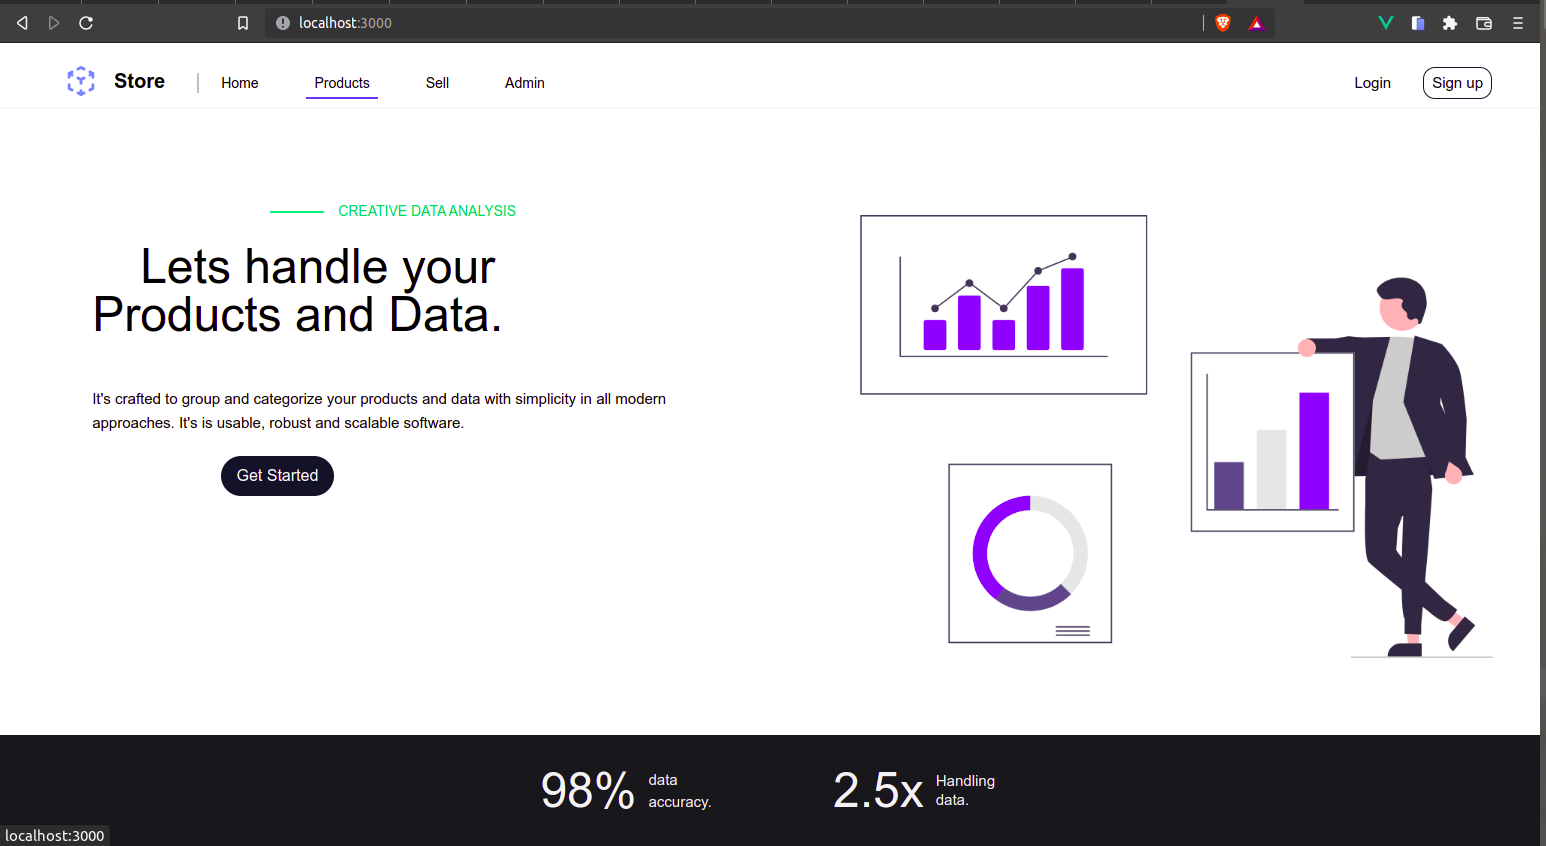 localhost:3000
Store Home Products Sell Admin Login Sign up
CREATIVE DATA ANALYSIS
Lets handle your
Products and Data.
It's crafted to group and categorize your products and data with simplicity in all modern
approaches. It's is usable, robust and scalable software.
Get Started
98% data
accuracy.
2.5x Handling
data.
localhost:3000